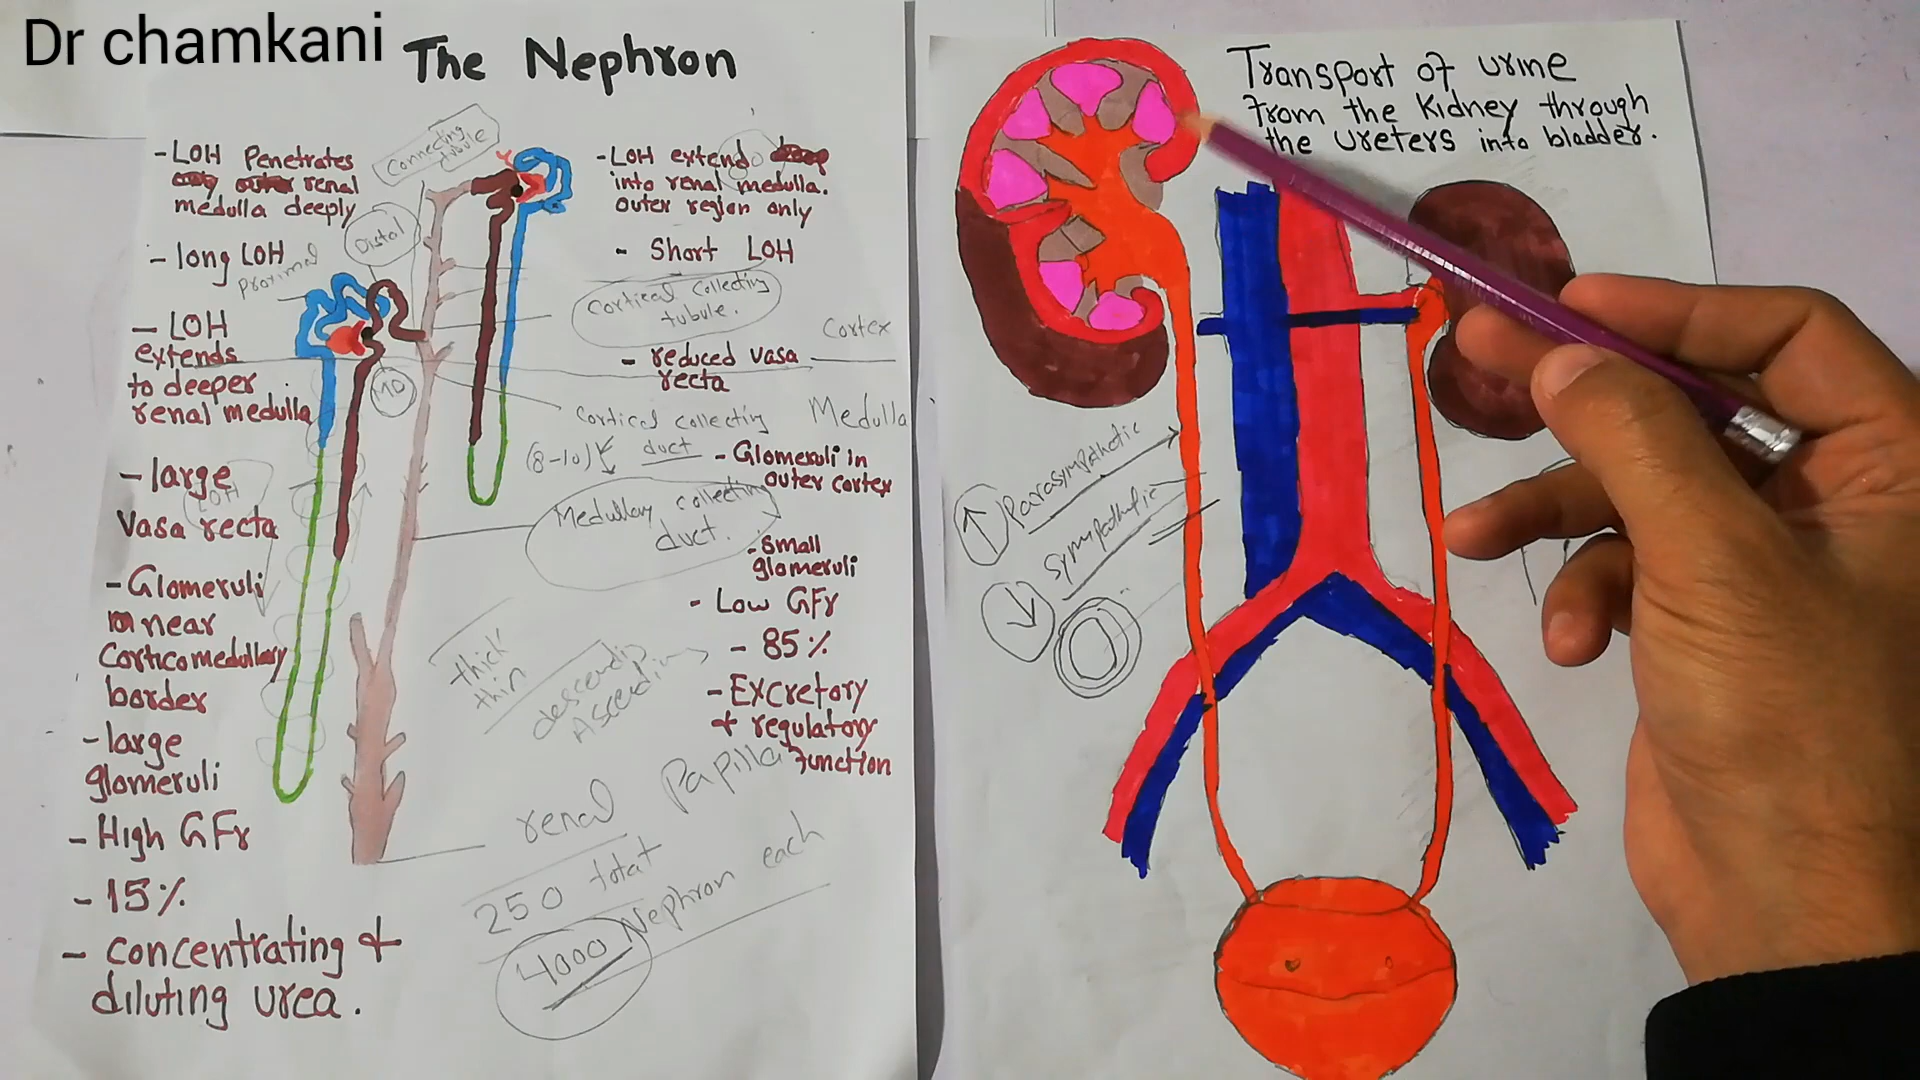 Dr chamkani
The Nephron
-LOH Penetrates
outer renal
medulla deeply
- long LOH
Proximal
- LOH
extends
to deeper
renal medulla
- large
Vasa recta
LOH
- Glomeruli
near
Corticomedullary
border
- large
glomeruli
- High GFr
- 15%
- concentrating +
diluting urea.
Connecting
tubule
Distal
MD
- LOH extend
into renal medulla.
outer region only
- Short LOH
Cortical collecting
tubule.
Cortex
- reduced vasa
recta
Cortical collecting
duct
(8-10)
Medulla
- Glomeruli in
outer cortex
Medullary collecting
duct.
- Small
glomeruli
- Low GFr
- 85%
- Excretory
+ regulatory
Function
thick
thin
descendin
Ascending
renal Papilla
250 total
4000 Nephron each
Transport of urine
from the Kidney through
the ureters into bladder.
Parasympathetic
Sympathetic